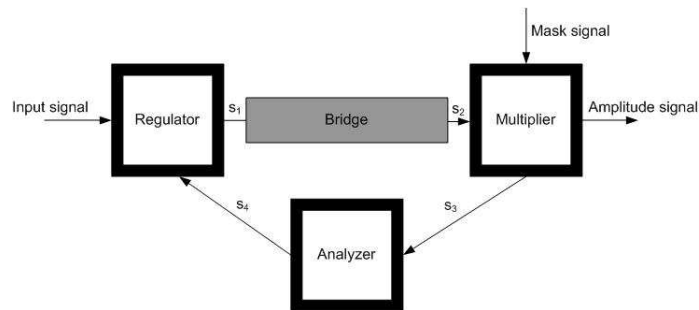 Mask signal
Input signal
Regulator
s₁
Bridge
s₂
Multiplier
Amplitude signal
s₄
s₃
Analyzer